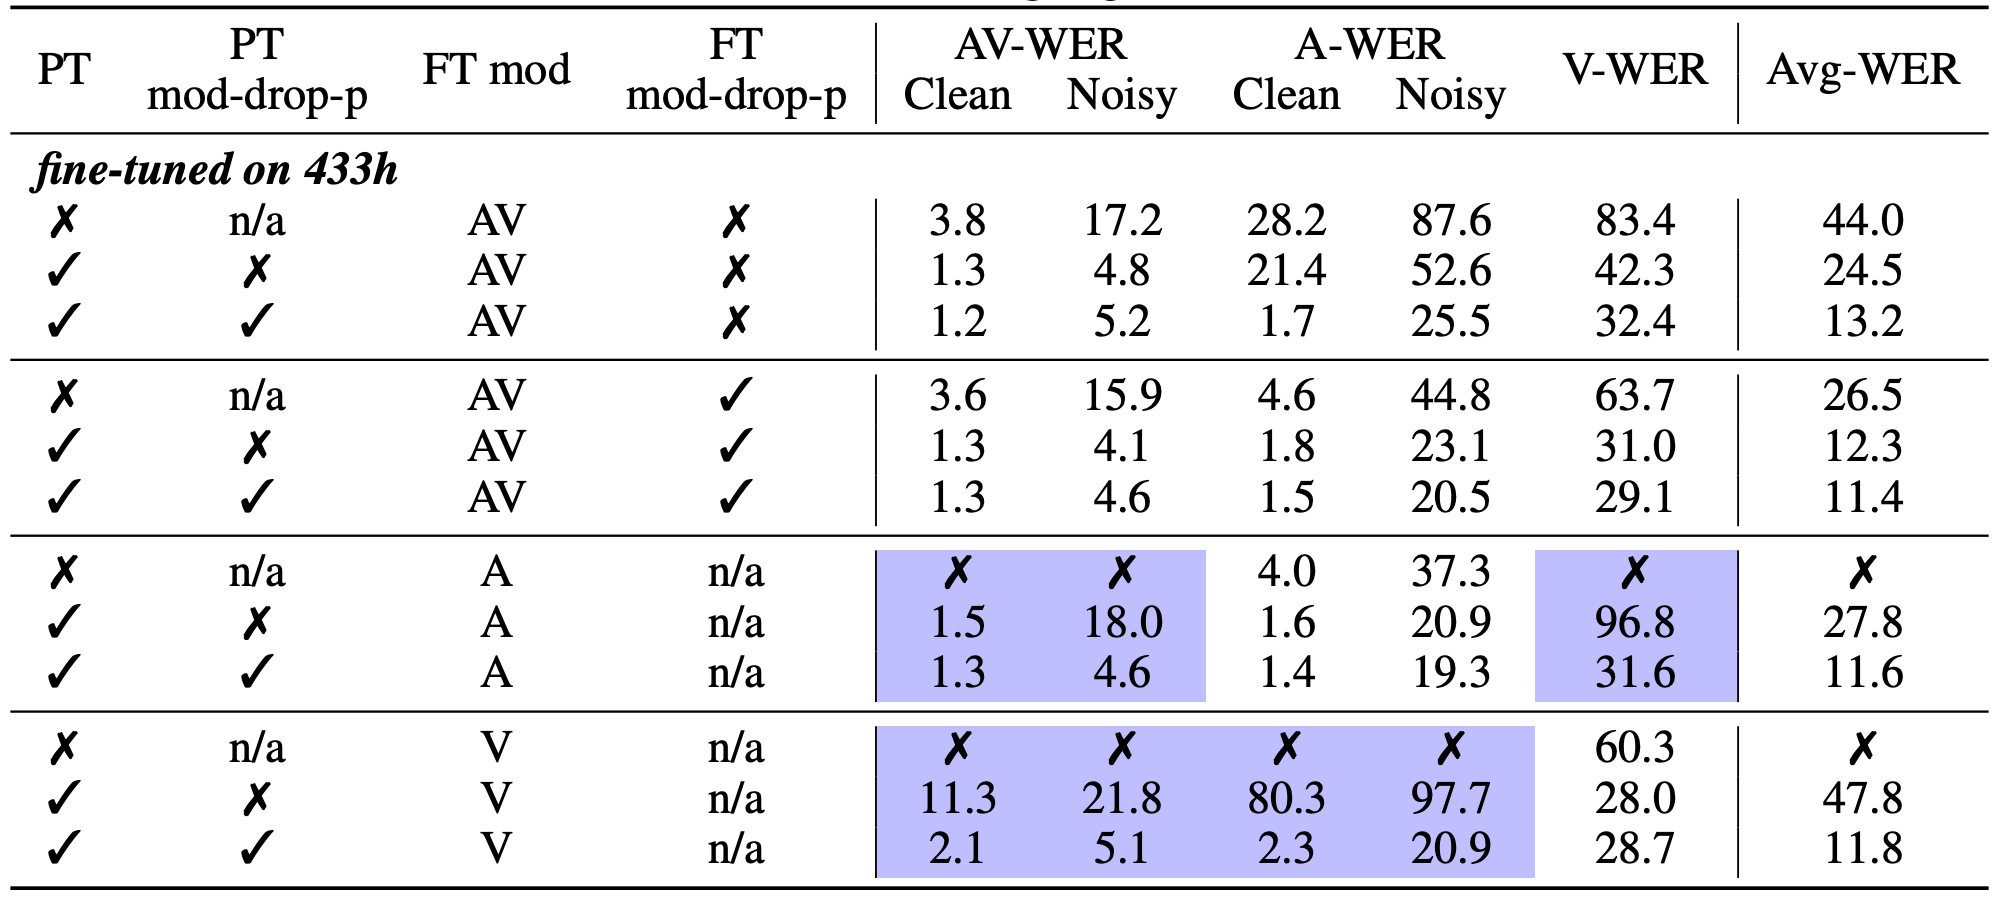 PT PT mod-drop-p FT mod FT mod-drop-p AV-WER A-WER V-WER Avg-WER
Clean Noisy Clean Noisy
fine-tuned on 433h
✗ n/a AV ✗ 3.8 17.2 28.2 87.6 83.4 44.0
✓ ✗ AV ✗ 1.3 4.8 21.4 52.6 42.3 24.5
✓ ✓ AV ✗ 1.2 5.2 1.7 25.5 32.4 13.2
✗ n/a AV ✓ 3.6 15.9 4.6 44.8 63.7 26.5
✓ ✗ AV ✓ 1.3 4.1 1.8 23.1 31.0 12.3
✓ ✓ AV ✓ 1.3 4.6 1.5 20.5 29.1 11.4
✗ n/a A n/a ✗ ✗ 4.0 37.3 ✗ ✗
✓ ✗ A n/a 1.5 18.0 1.6 20.9 96.8 27.8
✓ ✓ A n/a 1.3 4.6 1.4 19.3 31.6 11.6
✗ n/a V n/a ✗ ✗ ✗ ✗ 60.3 ✗
✓ ✗ V n/a 11.3 21.8 80.3 97.7 28.0 47.8
✓ ✓ V n/a 2.1 5.1 2.3 20.9 28.7 11.8